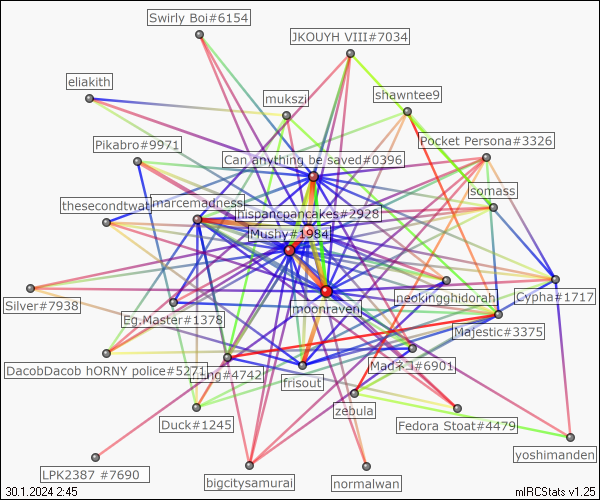 Swirly Boi#6154
JKOUYH VIII#7034
eliakith
mukszi
shawntee9
Pikabro#9971
Pocket Persona#3326
Can anything be saved#0396
somass
thesecondtwat
marcemadness
hispancpancakes#2928
Mushy#1984
Silver#7938
Eg.Master#1378
moonraven
neokingghidorah
Cypha#1717
Majestic#3375
DacobDacob hORNY police#5271
#4742
frisout
Madネコ#6901
Duck#1245
zebula
Fedora Stoat#4479
yoshimanden
LPK2387 #7690
bigcitysamurai
normalwan
30.1.2024 2:45
mIRCStats v1.25